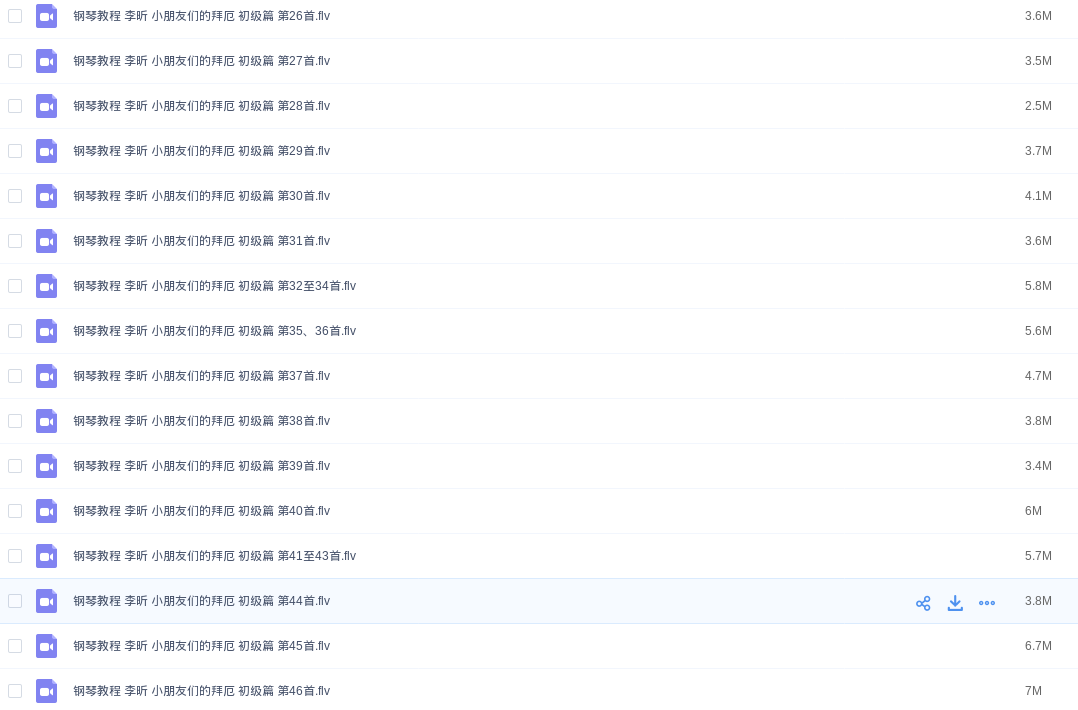 钢琴教程 李昕 小朋友们的拜厄 初级篇 第26首.flv 3.6M
钢琴教程 李昕 小朋友们的拜厄 初级篇 第27首.flv 3.5M
钢琴教程 李昕 小朋友们的拜厄 初级篇 第28首.flv 2.5M
钢琴教程 李昕 小朋友们的拜厄 初级篇 第29首.flv 3.7M
钢琴教程 李昕 小朋友们的拜厄 初级篇 第30首.flv 4.1M
钢琴教程 李昕 小朋友们的拜厄 初级篇 第31首.flv 3.6M
钢琴教程 李昕 小朋友们的拜厄 初级篇 第32至34首.flv 5.8M
钢琴教程 李昕 小朋友们的拜厄 初级篇 第35、36首.flv 5.6M
钢琴教程 李昕 小朋友们的拜厄 初级篇 第37首.flv 4.7M
钢琴教程 李昕 小朋友们的拜厄 初级篇 第38首.flv 3.8M
钢琴教程 李昕 小朋友们的拜厄 初级篇 第39首.flv 3.4M
钢琴教程 李昕 小朋友们的拜厄 初级篇 第40首.flv 6M
钢琴教程 李昕 小朋友们的拜厄 初级篇 第41至43首.flv 5.7M
钢琴教程 李昕 小朋友们的拜厄 初级篇 第44首.flv 3.8M
钢琴教程 李昕 小朋友们的拜厄 初级篇 第45首.flv 6.7M
钢琴教程 李昕 小朋友们的拜厄 初级篇 第46首.flv 7M